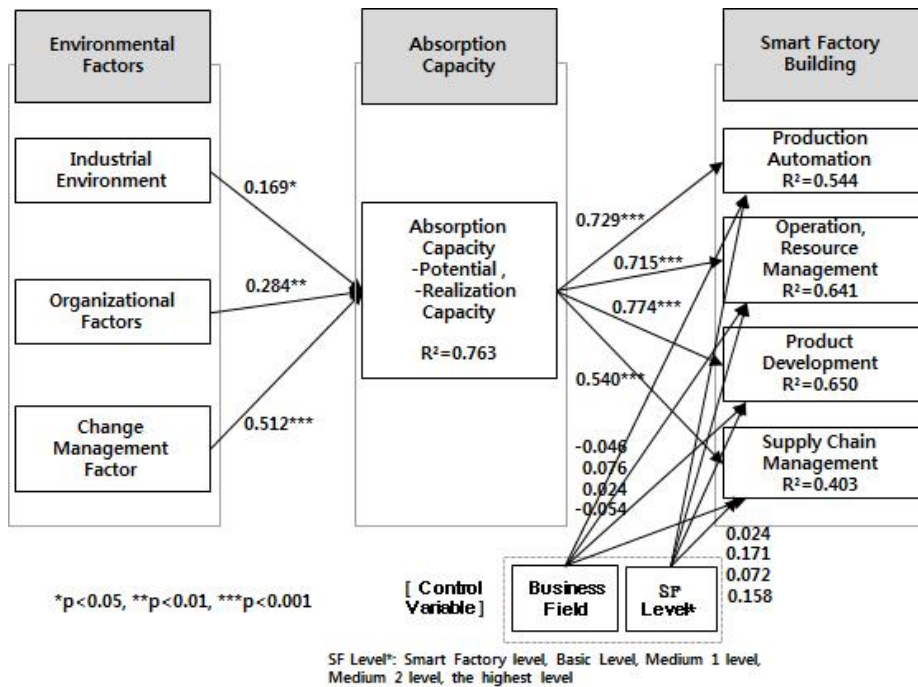 Environmental
Factors
Absorption
Capacity
Smart Factory
Building
Industrial
Environment
Organizational
Factors
Change
Management
Factor
0.169*
0.284**
0.512***
Absorption
Capacity
-Potential ,
-Realization
Capacity
R²=0.763
0.729***
0.715***
0.774***
0.540***
Production
Automation
R²=0.544
Operation,
Resource
Management
R²=0.641
Product
Development
R²=0.650
Supply Chain
Management
R²=0.403
-0.046
0.076
0.024
-0.054
0.024
0.171
0.072
0.158
*p<0.05, **p<0.01, ***p<0.001
[ Control
Variable ]
Business
Field
SF
Level*
SF Level*: Smart Factory level, Basic Level, Medium 1 level,
Medium 2 level, the highest level